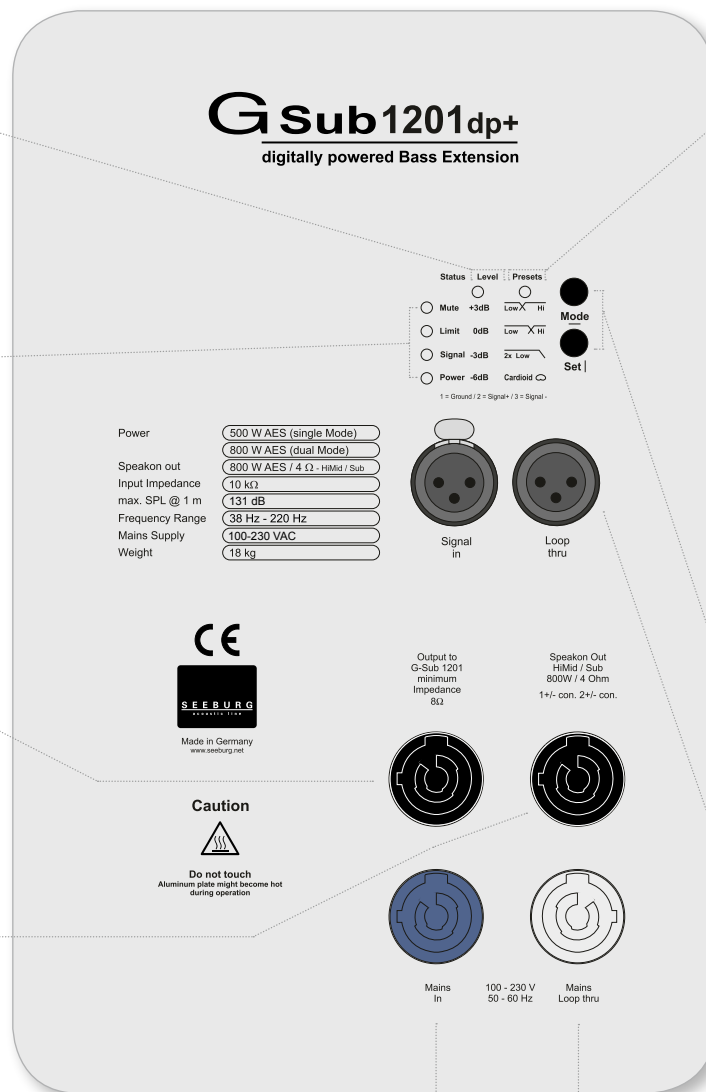 G Sub 1201 dp+
digitally powered Bass Extension
Status Level Presets
Mute +3dB Low Hi
Limit 0dB Low Hi
Signal -3dB 2x Low
Power -6dB Cardioid
Mode
Set |
1 = Ground / 2 = Signal+ / 3 = Signal -
Power 500 W AES (single Mode)
800 W AES (dual Mode)
Speakon out 800 W AES / 4 Ω - HiMid / Sub
Input Impedance 10 kΩ
max. SPL @ 1 m 131 dB
Frequency Range 38 Hz - 220 Hz
Mains Supply 100-230 VAC
Weight 18 kg
Signal
in
Loop
thru
CE
SEEBURG
acoustic line
Made in Germany
www.seeburg.net
Output to
G-Sub 1201
minimum
Impedance
8Ω
Speakon Out
HiMid / Sub
800W / 4 Ohm
1+/- con. 2+/- con.
Caution
Do not touch
Aluminum plate might become hot
during operation
Mains
In
100 - 230 V
50 - 60 Hz
Mains
Loop thru